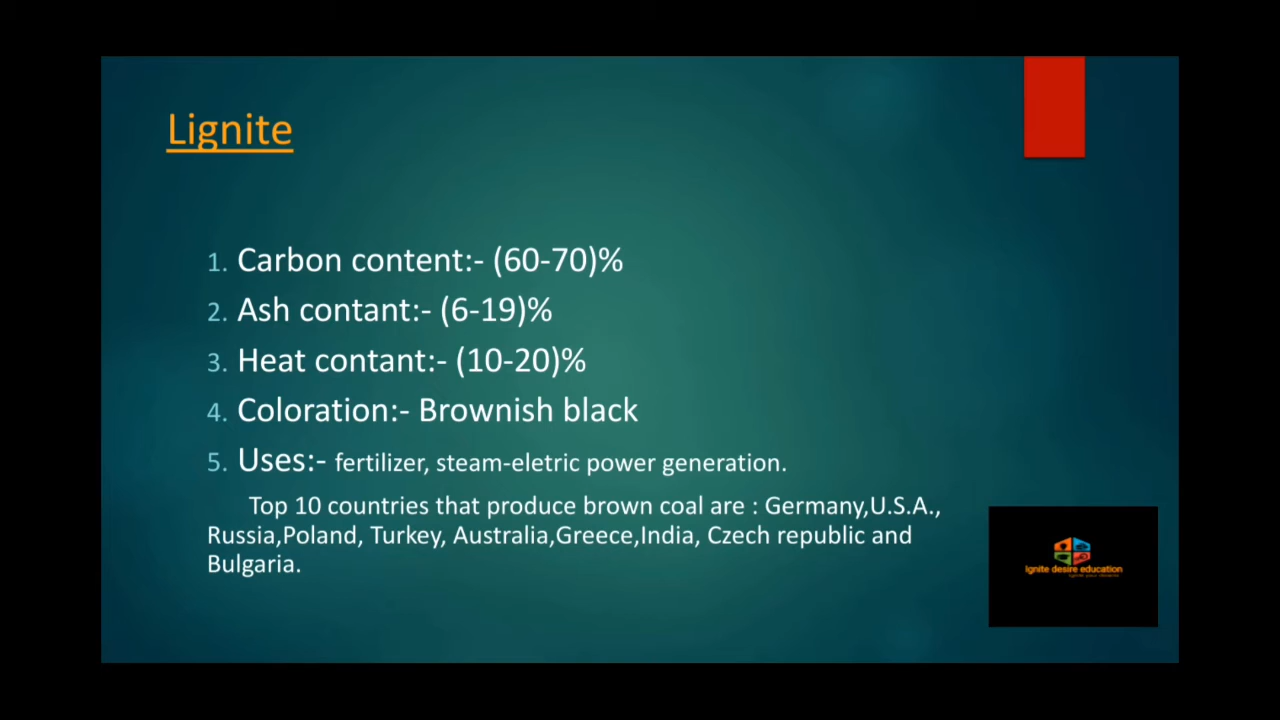 Lignite
1. Carbon content:- (60-70)%
2. Ash contant:- (6-19)%
3. Heat contant:- (10-20)%
4. Coloration:- Brownish black
5. Uses:- fertilizer, steam-eletric power generation.
Top 10 countries that produce brown coal are : Germany,U.S.A.,
Russia,Poland, Turkey, Australia,Greece,India, Czech republic and
Bulgaria.
Ignite desire education